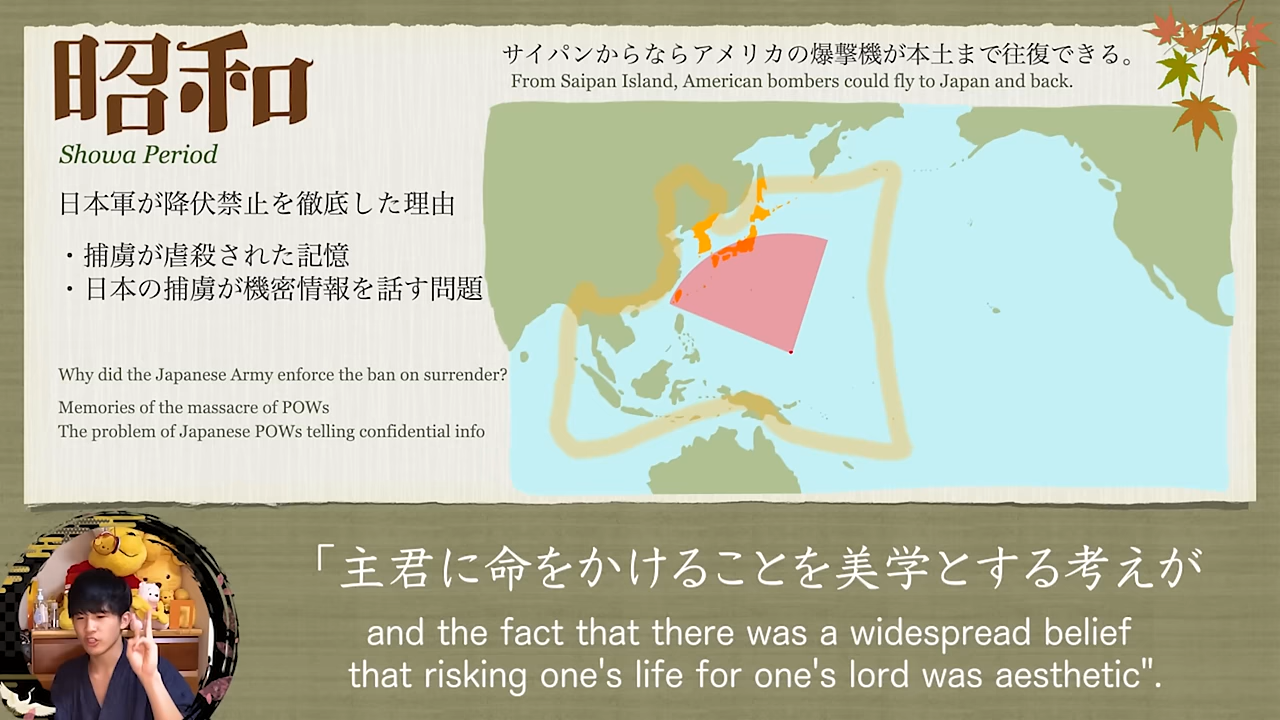 昭和
Showa Period
日本軍が降伏禁止を徹底した理由
・捕虜が虐殺された記憶
・日本の捕虜が機密情報を話す問題
Why did the Japanese Army enforce the ban on surrender?
Memories of the massacre of POWs
The problem of Japanese POWs telling confidential info
サイパンからならアメリカの爆撃機が本土まで往復できる。
From Saipan Island, American bombers could fly to Japan and back.
「主君に命をかけることを美学とする考えが
and the fact that there was a widespread belief
that risking one's life for one's lord was aesthetic".